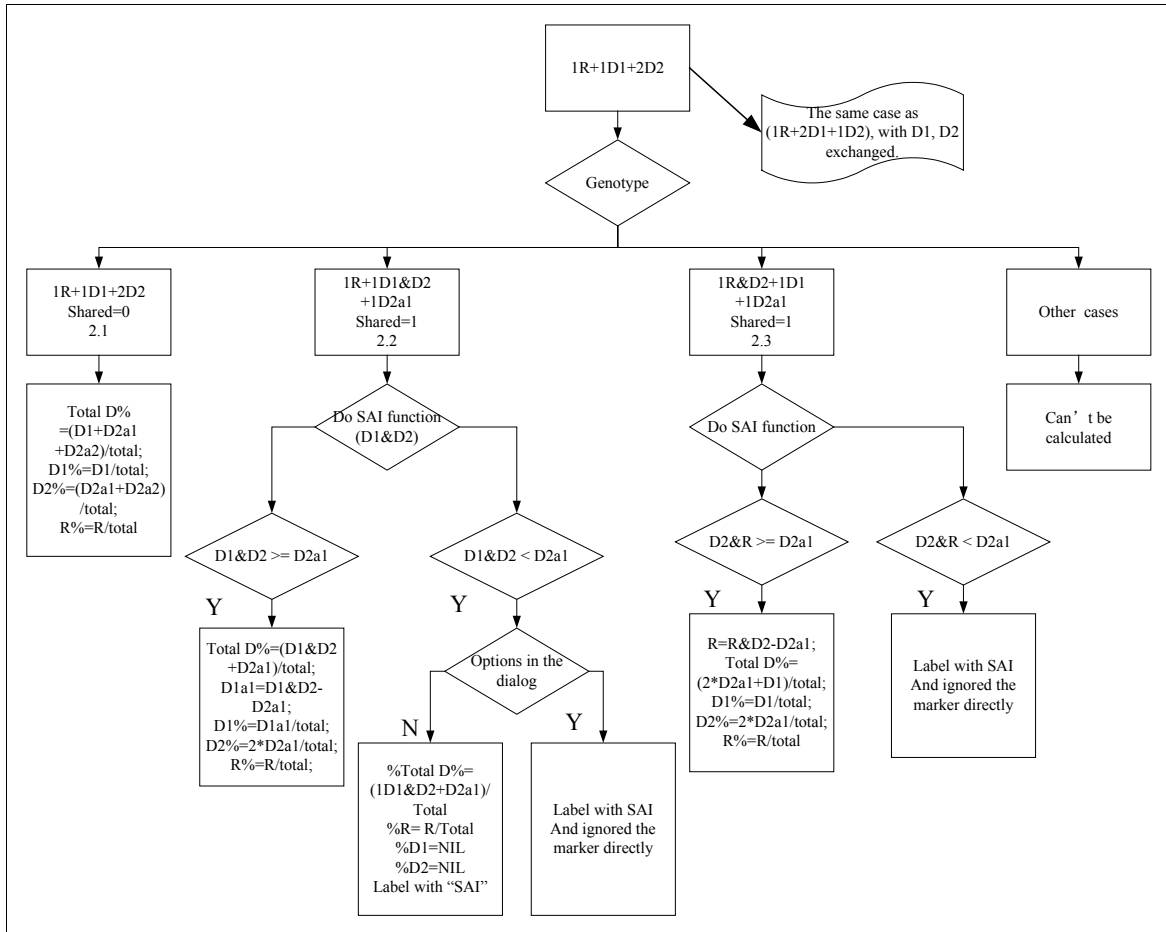 1R+1D1+2D2
The same case as
(1R+2D1+1D2), with D1, D2
exchanged.
Genotype
1R+1D1+2D2
Shared=0
2.1
1R+1D1&D2
+1D2a1
Shared=1
2.2
1R&D2+1D1
+1D2a1
Shared=1
2.3
Other cases
Total D%
=(D1+D2a1
+D2a2)/total;
D1%=D1/total;
D2%=(D2a1+D2a2)
/total;
R%=R/total
Do SAI function
(D1&D2)
Do SAI function
Can’t be
calculated
D1&D2 >= D2a1
D1&D2 < D2a1
D2&R >= D2a1
D2&R < D2a1
Y
Y
Y
Y
Total D%=(D1&D2
+D2a1)/total;
D1a1=D1&D2-
D2a1;
D1%=D1a1/total;
D2%=2*D2a1/total;
R%=R/total;
Options in the
dialog
R=R&D2-D2a1;
Total D%=
(2*D2a1+D1)/total;
D1%=D1/total;
D2%=2*D2a1/total;
R%=R/total
Label with SAI
And ignored the
marker directly
N
Y
%Total D%=
(1D1&D2+D2a1)/
Total
%R= R/Total
%D1=NIL
%D2=NIL
Label with “SAI”
Label with SAI
And ignored the
marker directly